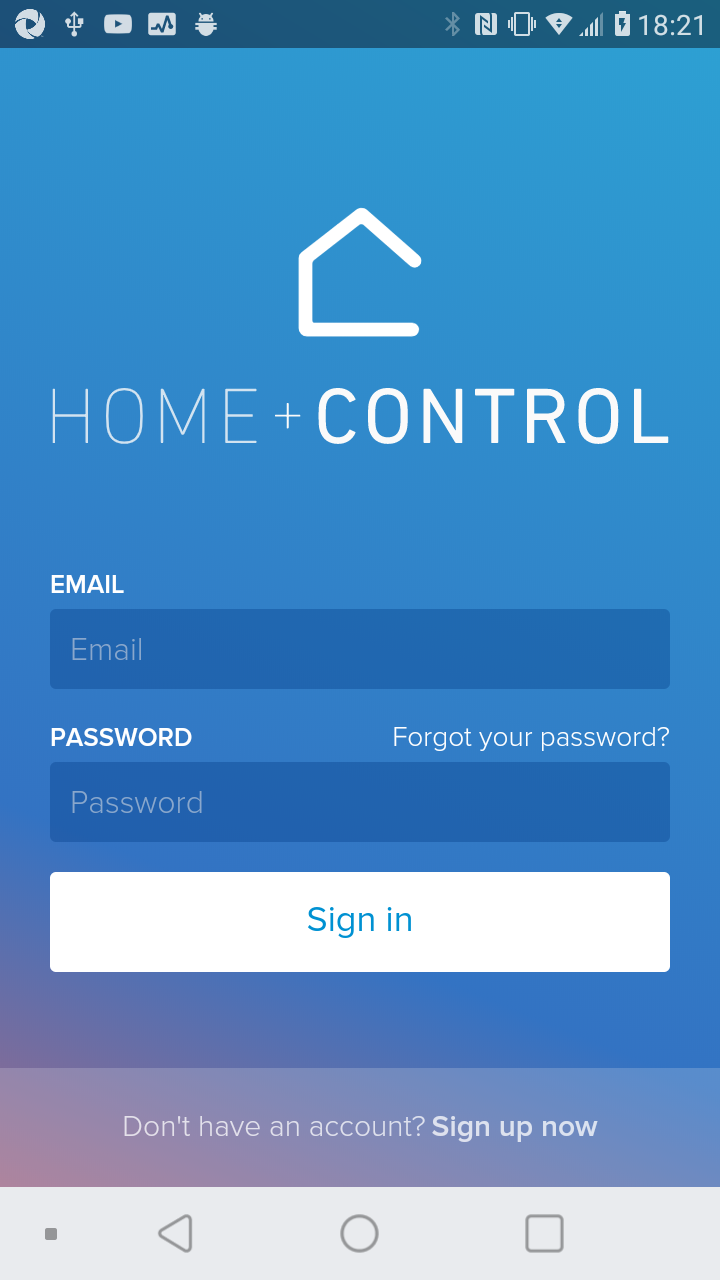 18:21
HOME + CONTROL
EMAIL
Email
PASSWORD Forgot your password?
Password
Sign in
Don't have an account? Sign up now